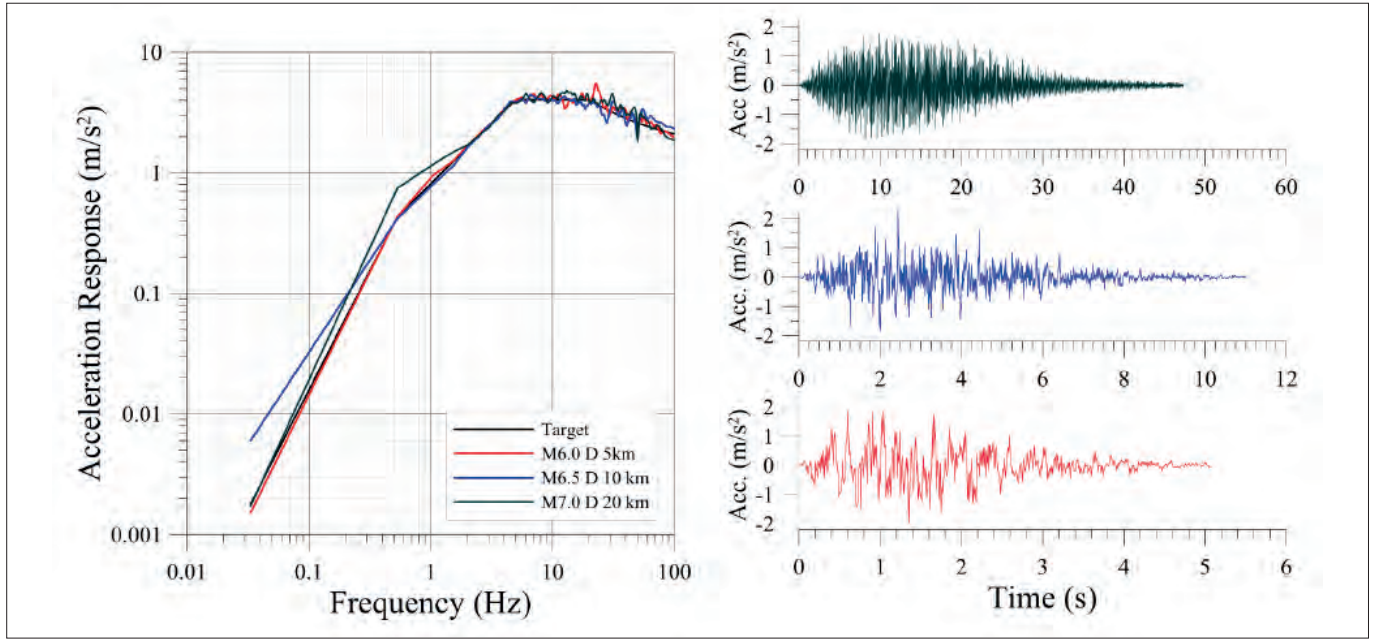 Acceleration Response (m/s²)
10
1
0.1
0.01
0.001
0.01 0.1 1 10 100
Frequency (Hz)
Target
M6.0 D 5km
M6.5 D 10 km
M7.0 D 20 km
Acc (m/s²)
2
1
0
-1
-2
0 10 20 30 40 50 60
Acc. (m/s²)
2
1
0
-1
-2
0 2 4 6 8 10 12
Acc. (m/s²)
2
1
0
-1
-2
0 1 2 3 4 5 6
Time (s)